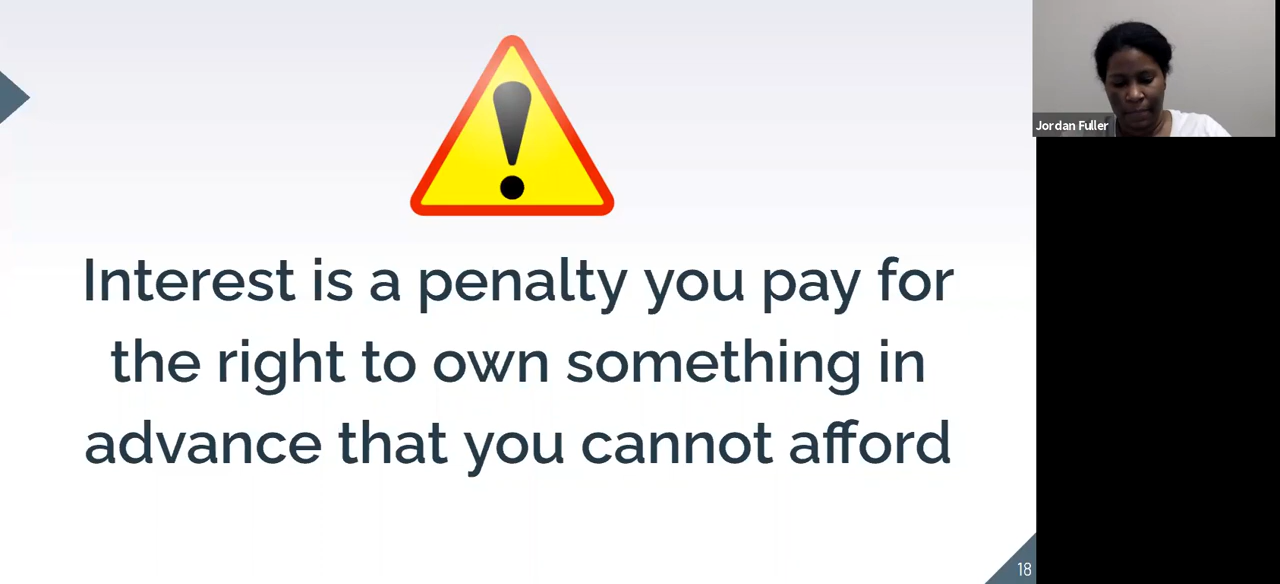 Interest is a penalty you pay for
the right to own something in
advance that you cannot afford
18
Jordan Fuller